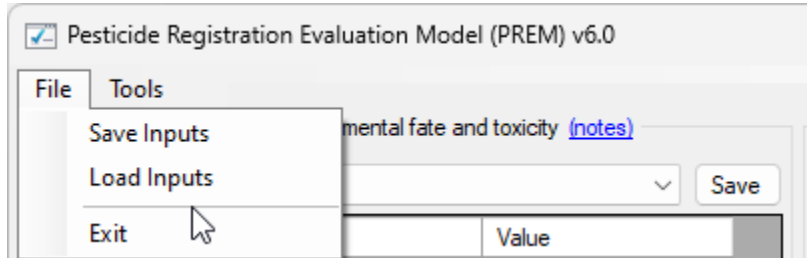 Pesticide Registration Evaluation Model (PREM) v6.0
File Tools
Save Inputs
mental fate and toxicity (notes)
Load Inputs
Save
Exit
Value